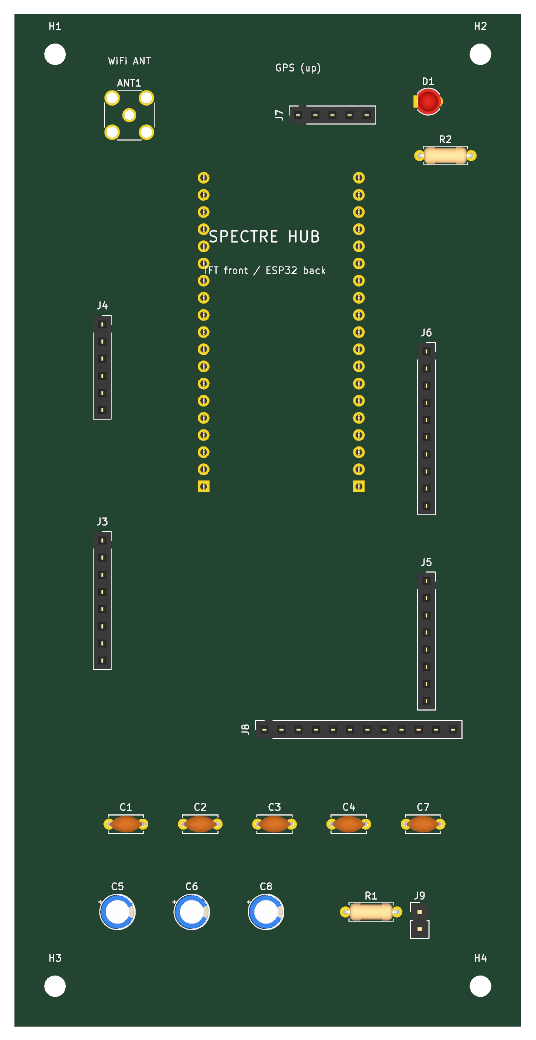 H1
H2
WiFi ANT
GPS (up)
ANT1
D1
J7
R2
SPECTRE HUB
TFT front / ESP32 back
J4
J6
J3
J5
J8
C1
C2
C3
C4
C7
C5
C6
C8
R1
J9
H3
H4